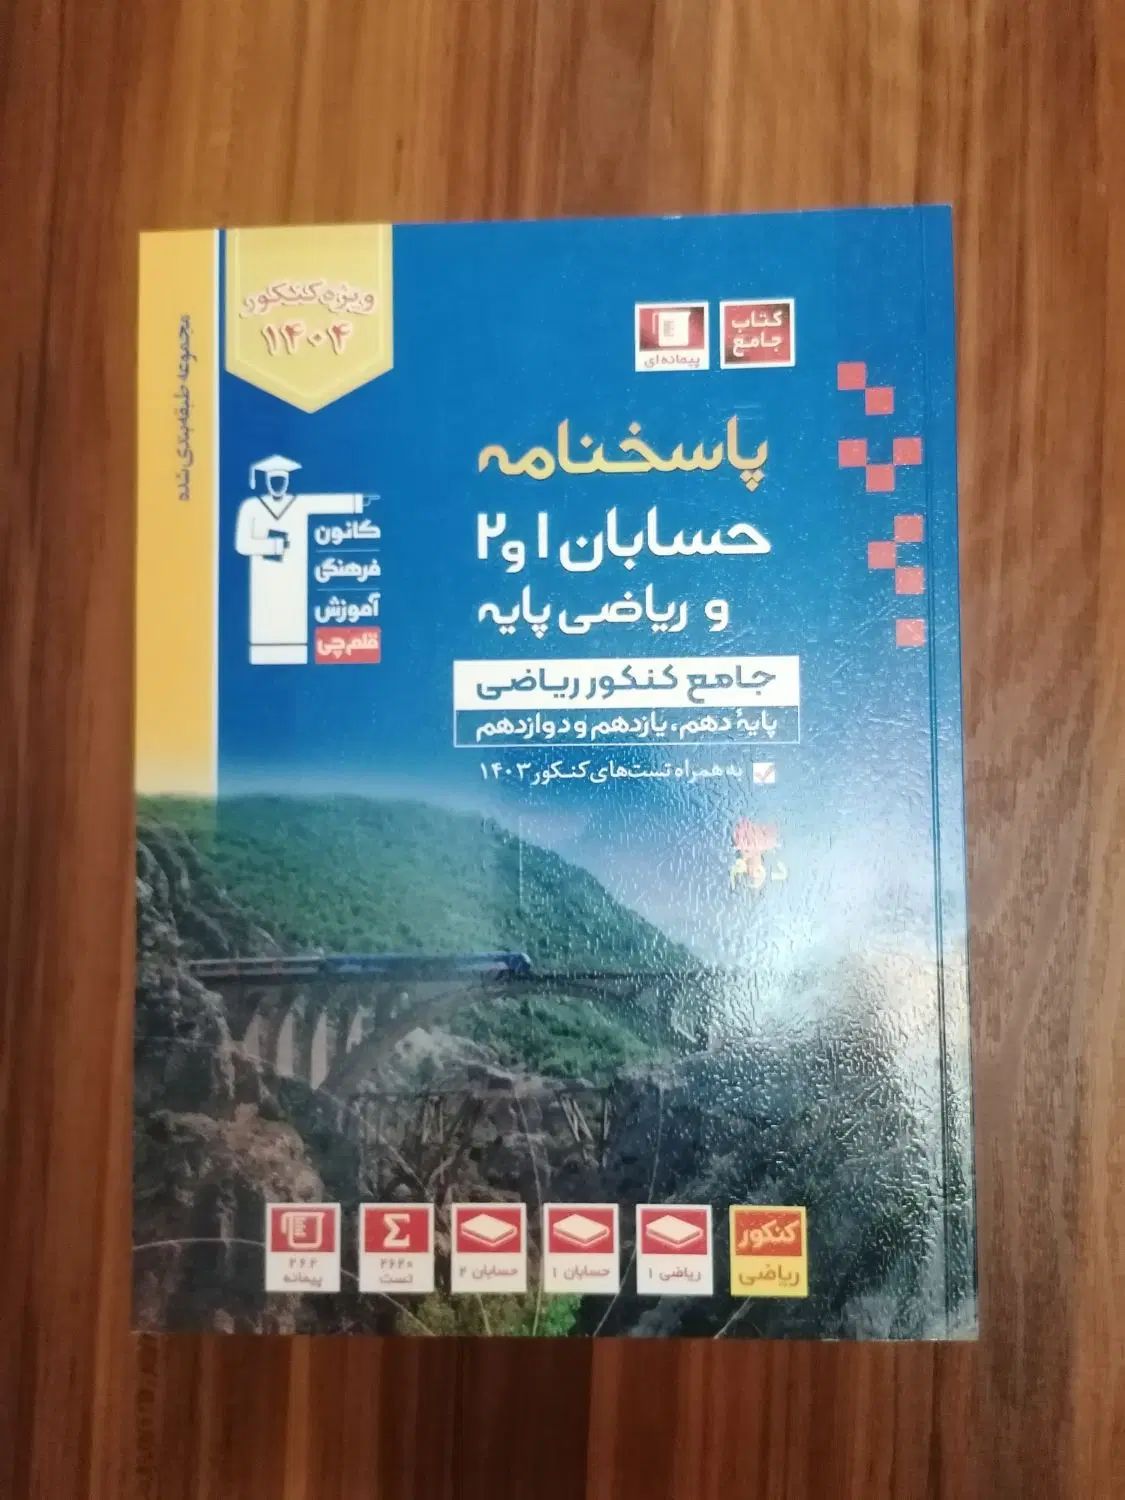 ویژه کنکور
۱۴۰۴
مجموعه طبقه‌بندی شده
کتاب
جامع
پیمانه‌ای
پاسخنامه
حسابان ۱ و ۲
و ریاضی پایه
جامع کنکور ریاضی
پایهٔ دهم، یازدهم و دوازدهم
به همراه تست‌های کنکور ۱۴۰۳
کانون
فرهنگی
آموزش
قلم‌چی
دوم
کنکور
ریاضی
ریاضی ۱
حسابان ۱
حسابان ۲
Σ
۲۶۲۰
تست
۲۶۲
پیمانه